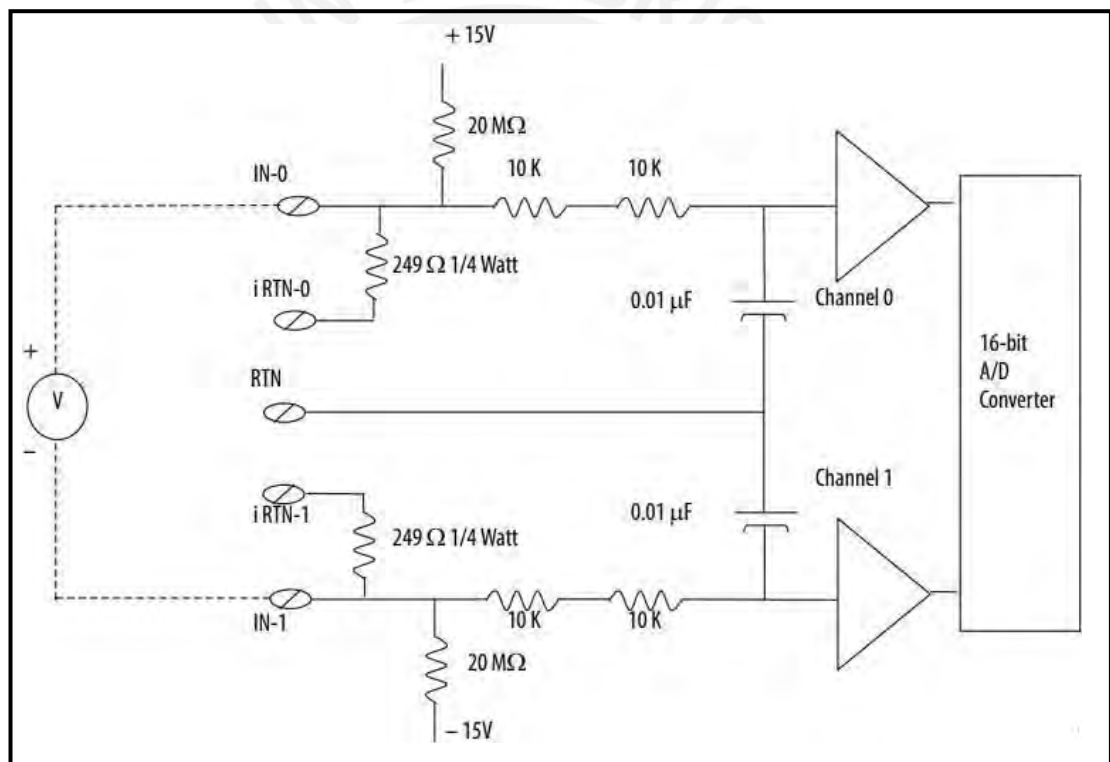 + 15V
20 MΩ
IN-0
10 K
10 K
249 Ω 1/4 Watt
i RTN-0
0.01 µF
Channel 0
+
V
−
RTN
16-bit
A/D
Converter
i RTN-1
249 Ω 1/4 Watt
0.01 µF
Channel 1
IN-1
10 K
10 K
20 MΩ
− 15V